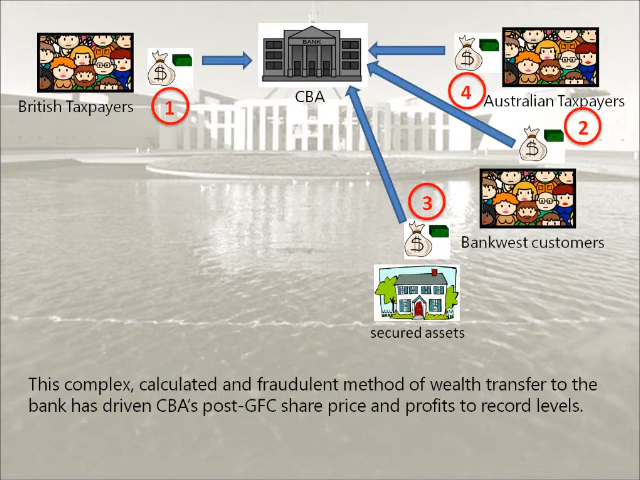 BANK
British Taxpayers
1
CBA
4
Australian Taxpayers
2
3
Bankwest customers
secured assets
This complex, calculated and fraudulent method of wealth transfer to the
bank has driven CBA's post-GFC share price and profits to record levels.